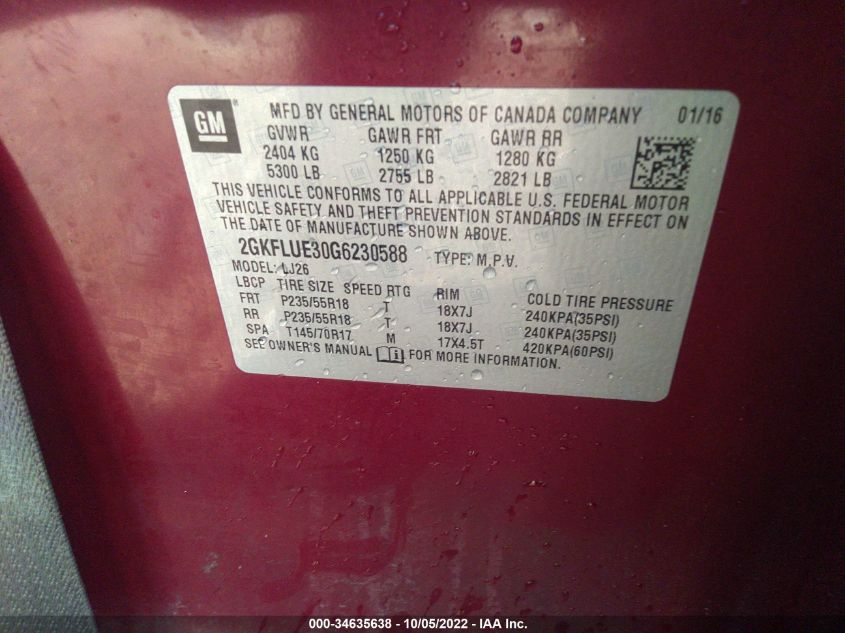 GM ® MFD BY GENERAL MOTORS OF CANADA COMPANY 01/16
GVWR GAWR FRT GAWR RR
2404 KG 1250 KG 1280 KG
5300 LB 2755 LB 2821 LB
THIS VEHICLE CONFORMS TO ALL APPLICABLE U.S. FEDERAL MOTOR
VEHICLE SAFETY AND THEFT PREVENTION STANDARDS IN EFFECT ON
THE DATE OF MANUFACTURE SHOWN ABOVE.
2GKFLUE30G6230588 TYPE: M.P.V.
MODEL: LJ26
LBCP TIRE SIZE SPEED RTG RIM COLD TIRE PRESSURE
FRT P235/55R18 T 18X7J 240KPA(35PSI)
RR P235/55R18 T 18X7J 240KPA(35PSI)
SPA T145/70R17 M 17X4.5T 420KPA(60PSI)
SEE OWNER'S MANUAL FOR MORE INFORMATION.
000-34635638 - 10/05/2022 - IAA Inc.